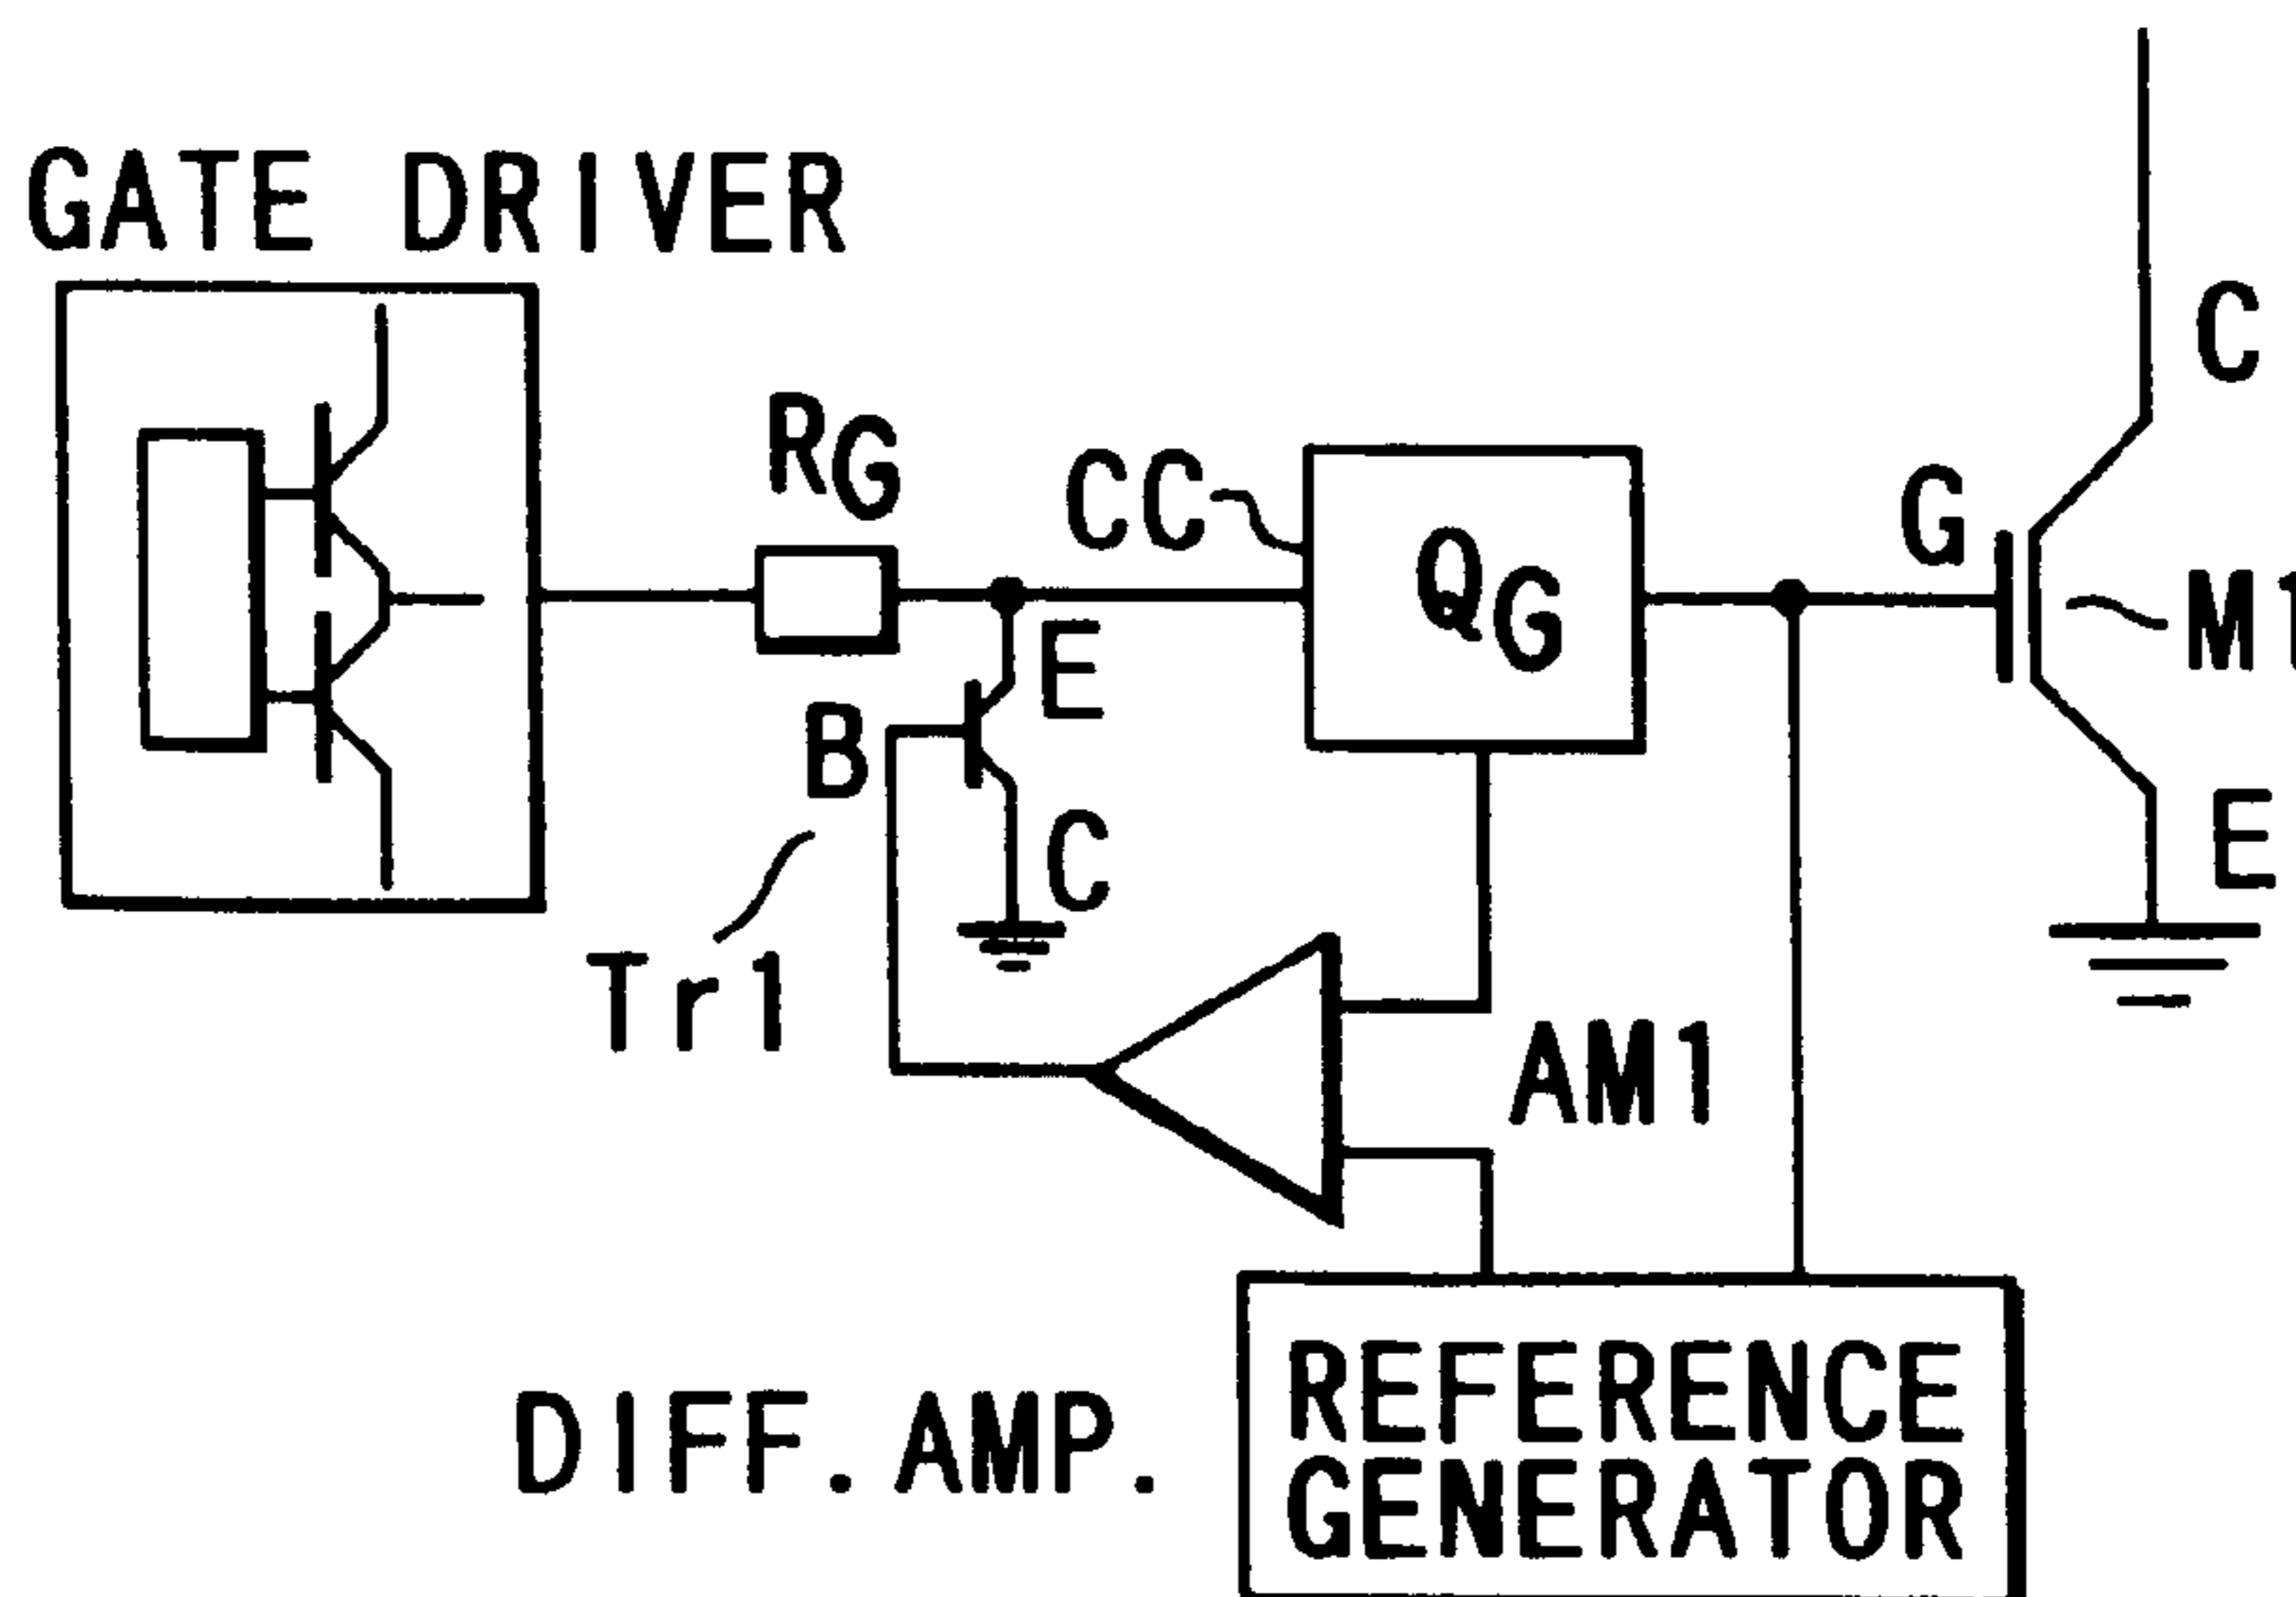 GATE DRIVER
C
RG
CC
QG
G
M1
E
B
C
E
Tr1
AM1
DIFF.AMP.
REFERENCE
GENERATOR